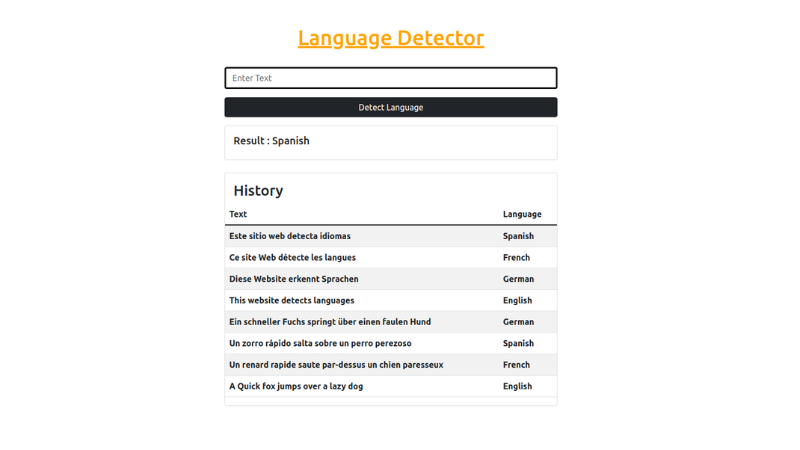 Language Detector
Enter Text
Detect Language
Result : Spanish
History
Text Language
Este sitio web detecta idiomas Spanish
Ce site Web détecte les langues French
Diese Website erkennt Sprachen German
This website detects languages English
Ein schneller Fuchs springt über einen faulen Hund German
Un zorro rápido salta sobre un perro perezoso Spanish
Un renard rapide saute par-dessus un chien paresseux French
A Quick fox jumps over a lazy dog English